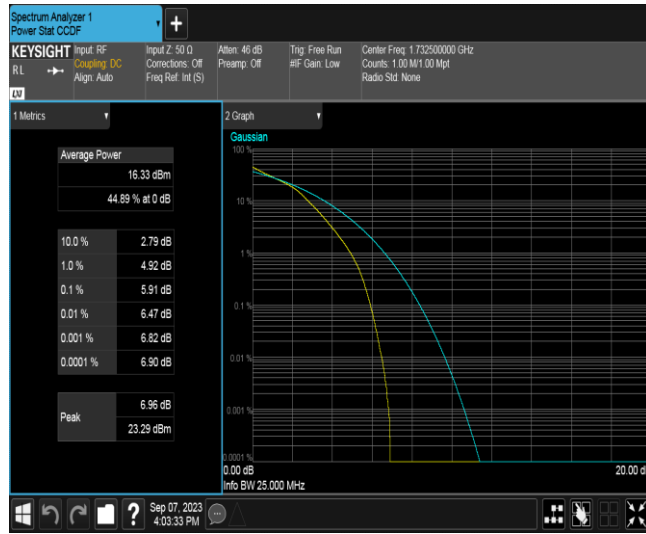 Spectrum Analyzer 1
Power Stat CCDF
KEYSIGHT
Input: RF
Coupling: DC
Align: Auto
Input Z: 50 Ω
Corrections: Off
Freq Ref: Int (S)
Atten: 46 dB
Preamp: Off
Trig: Free Run
#IF Gain: Low
Center Freq: 1.732500000 GHz
Counts: 1.00 M/1.00 Mpt
Radio Std: None
RL
LXI
1 Metrics
Average Power
16.33 dBm
44.89 % at 0 dB
10.0 % 2.79 dB
1.0 % 4.92 dB
0.1 % 5.91 dB
0.01 % 6.47 dB
0.001 % 6.82 dB
0.0001 % 6.90 dB
Peak
6.96 dB
23.29 dBm
2 Graph
Gaussian
100 %
10 %
1 %
0.1 %
0.01 %
0.001 %
0.0001 %
0.00 dB 20.00 d
Info BW 25.000 MHz
?
Sep 07, 2023
4:03:33 PM